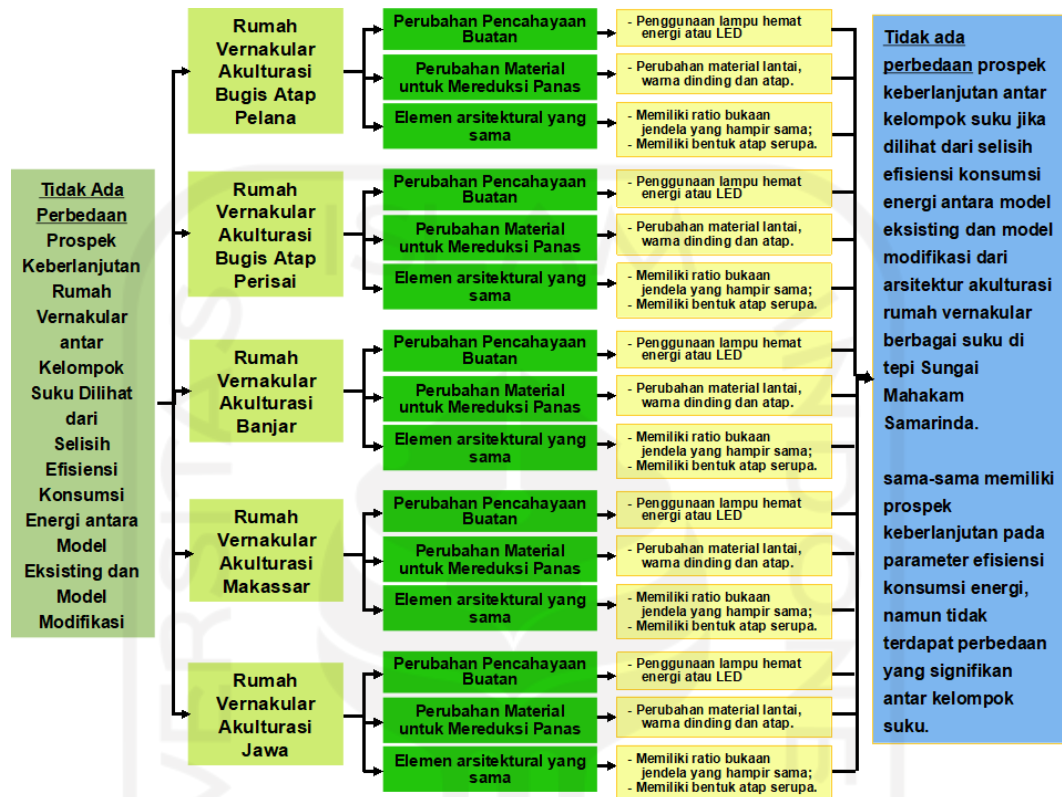 Tidak Ada
Perbedaan
Prospek
Keberlanjutan
Rumah
Vernakular
antar
Kelompok
Suku Dilihat
dari
Selisih
Efisiensi
Konsumsi
Energi antara
Model
Eksisting dan
Model
Modifikasi
Rumah
Vernakular
Akulturasi
Bugis Atap
Pelana
Perubahan Pencahayaan
Buatan
- Penggunaan lampu hemat
energi atau LED
Perubahan Material
untuk Mereduksi Panas
- Perubahan material lantai,
warna dinding dan atap.
Elemen arsitektural yang
sama
- Memiliki ratio bukaan
jendela yang hampir sama;
- Memiliki bentuk atap serupa.
Rumah
Vernakular
Akulturasi
Bugis Atap
Perisai
Perubahan Pencahayaan
Buatan
- Penggunaan lampu hemat
energi atau LED
Perubahan Material
untuk Mereduksi Panas
- Perubahan material lantai,
warna dinding dan atap.
Elemen arsitektural yang
sama
- Memiliki ratio bukaan
jendela yang hampir sama;
- Memiliki bentuk atap serupa.
Rumah
Vernakular
Akulturasi
Banjar
Perubahan Pencahayaan
Buatan
- Penggunaan lampu hemat
energi atau LED
Perubahan Material
untuk Mereduksi Panas
- Perubahan material lantai,
warna dinding dan atap.
Elemen arsitektural yang
sama
- Memiliki ratio bukaan
jendela yang hampir sama;
- Memiliki bentuk atap serupa.
Rumah
Vernakular
Akulturasi
Makassar
Perubahan Pencahayaan
Buatan
- Penggunaan lampu hemat
energi atau LED
Perubahan Material
untuk Mereduksi Panas
- Perubahan material lantai,
warna dinding dan atap.
Elemen arsitektural yang
sama
- Memiliki ratio bukaan
jendela yang hampir sama;
- Memiliki bentuk atap serupa.
Rumah
Vernakular
Akulturasi
Jawa
Perubahan Pencahayaan
Buatan
- Penggunaan lampu hemat
energi atau LED
Perubahan Material
untuk Mereduksi Panas
- Perubahan material lantai,
warna dinding dan atap.
Elemen arsitektural yang
sama
- Memiliki ratio bukaan
jendela yang hampir sama;
- Memiliki bentuk atap serupa.
Tidak ada
perbedaan prospek
keberlanjutan antar
kelompok suku jika
dilihat dari selisih
efisiensi konsumsi
energi antara model
eksisting dan model
modifikasi dari
arsitektur akulturasi
rumah vernakular
berbagai suku di
tepi Sungai
Mahakam
Samarinda.
sama-sama memiliki
prospek
keberlanjutan pada
parameter efisiensi
konsumsi energi,
namun tidak
terdapat perbedaan
yang signifikan
antar kelompok
suku.